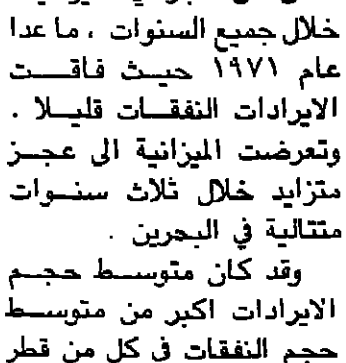 خلال جميع السنوات ، ما عدا
عام ١٩٧١ حيث فاقت
الايرادات النفقات قليلا .
وتعرضت الميزانية الى عجز
متزايد خلال ثلاث سنوات
متتالية في البحرين .
وقد كان متوسط حجم
الايرادات اكبر من متوسط
حجم النفقات في كل من قطر